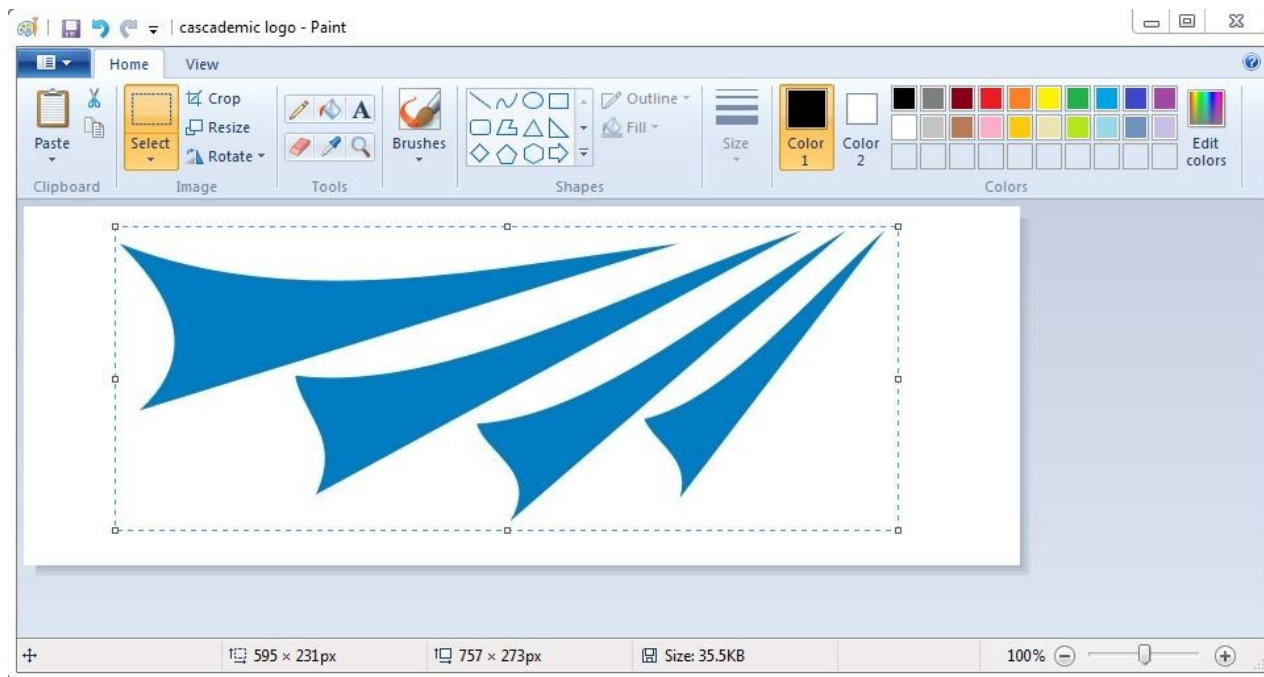 cascademic logo - Paint
Home View
Crop
Resize
Rotate
Paste
Select
A
Brushes
Outline
Fill
Size
Color 1
Color 2
Edit colors
Clipboard Image Tools Shapes Colors
595 × 231px 757 × 273px Size: 35.5KB 100%